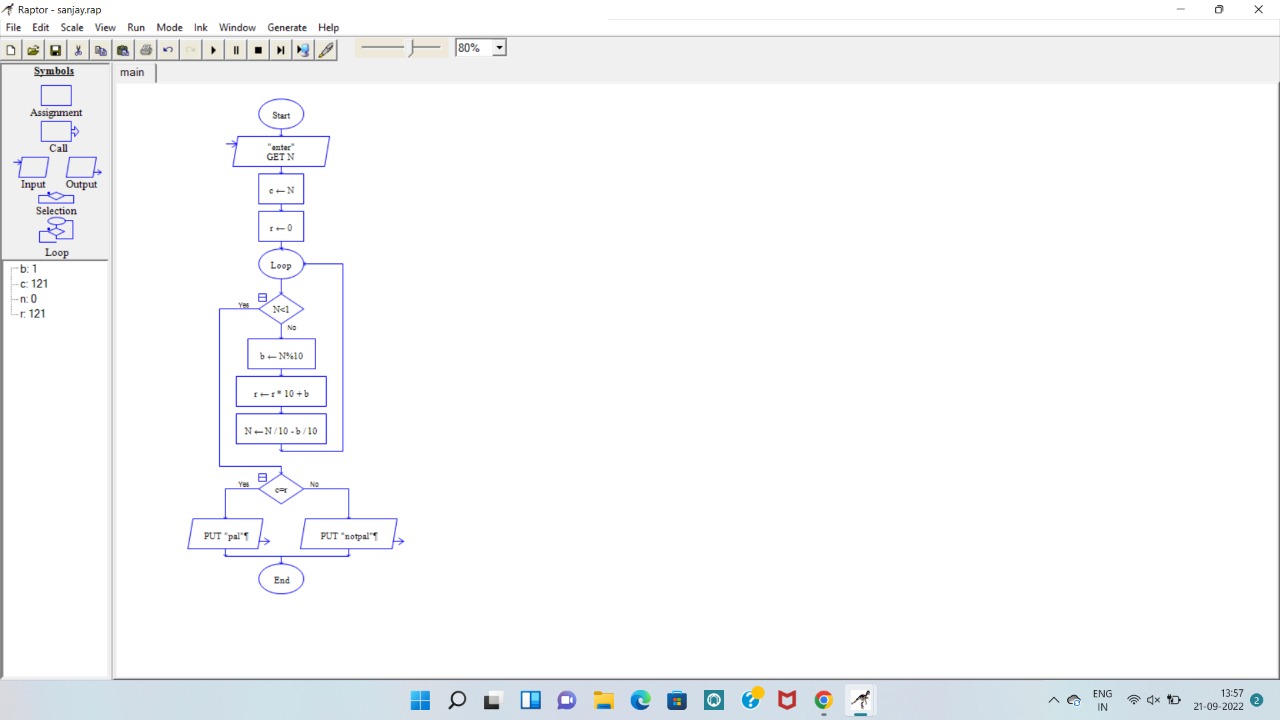 Raptor - sanjay.rap
File Edit Scale View Run Mode Ink Window Generate Help
80%
Symbols
Assignment
Call
Input Output
Selection
Loop
b: 1
c: 121
n: 0
r: 121
main
Start
"enter"
GET N
c ← N
r ← 0
Loop
Yes
N<1
No
b ← N%10
r ← r * 10 + b
N ← N / 10 - b / 10
Yes
c=r
No
PUT "pal"¶
PUT "notpal"¶
End
ENG
IN
13:57
21-09-2022
2